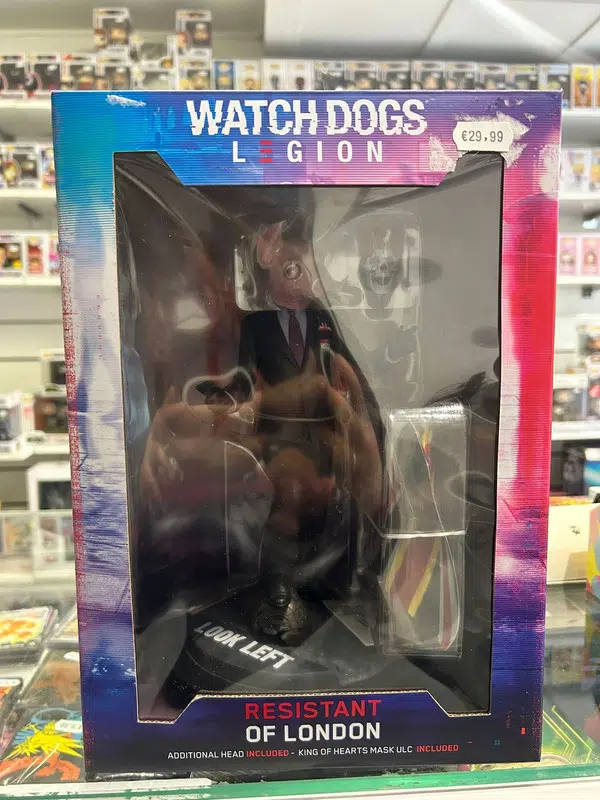 WATCH DOGS
LEGION
€29,99
LOOK LEFT
RESISTANT
OF LONDON
ADDITIONAL HEAD INCLUDED - KING OF HEARTS MASK ULC INCLUDED